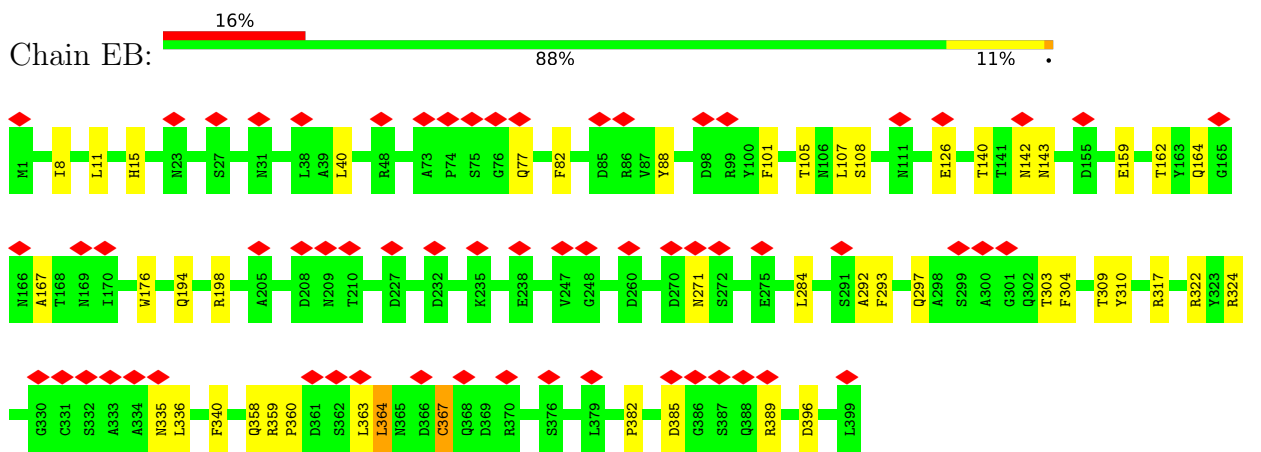 16%
Chain EB:
88% 11% •
M1 I8 L11 H15 N23 S27 N31 L38 A39 L40 R48 A73 P74 S75 G76 Q77 F82 D85 R86 V87 Y88 D98 R99 Y100 F101 T105 N106 L107 S108 N111 E126 T140 T141 N142 N143 D155 E159 T162 Y163 Q164 G165
N166 A167 T168 N169 I170 W176 Q194 R198 A205 D208 N209 T210 D227 D232 K235 E238 V247 G248 D260 D270 N271 S272 E275 L284 S291 A292 F293 Q297 A298 S299 A300 G301 Q302 T303 F304 T309 Y310 R317 R322 Y323 R324
G330 C331 S332 A333 A334 N335 L336 F340 Q358 R359 P360 D361 S362 L363 L364 N365 D366 C367 Q368 D369 R370 S376 L379 P382 D385 G386 S387 Q388 R389 D396 L399